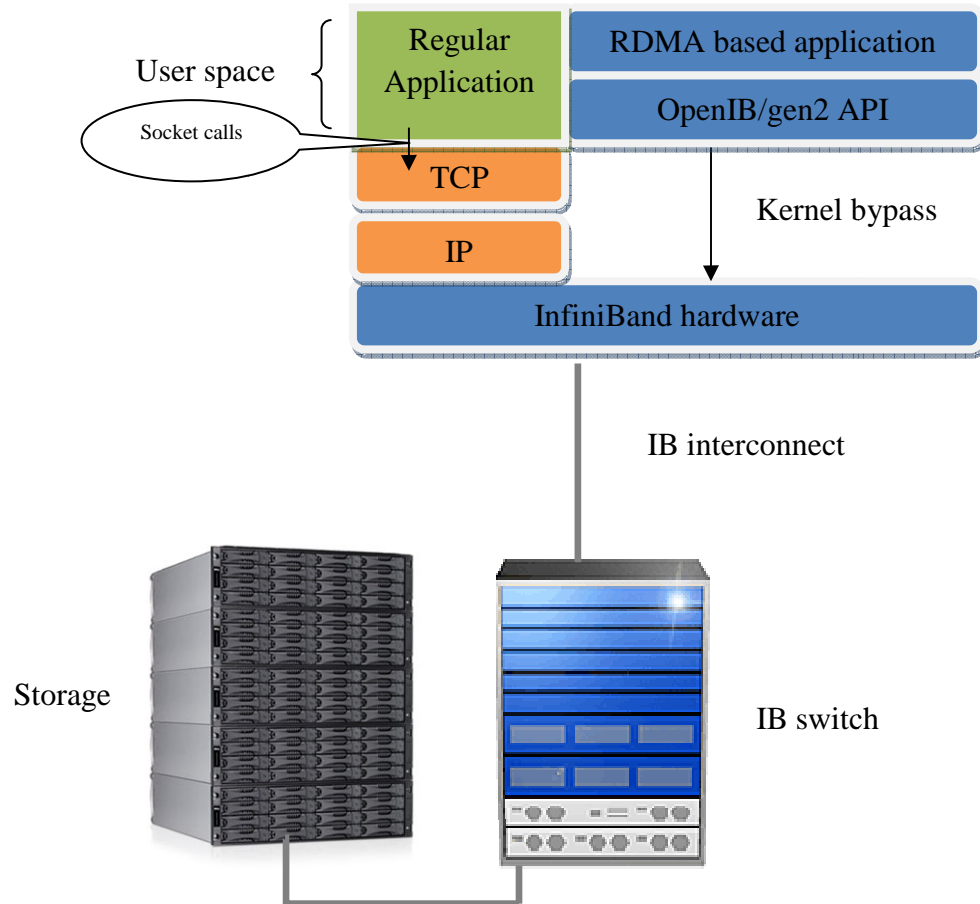 Regular
Application
RDMA based application
User space
OpenIB/gen2 API
Socket calls
TCP
Kernel bypass
IP
InfiniBand hardware
IB interconnect
Storage
IB switch